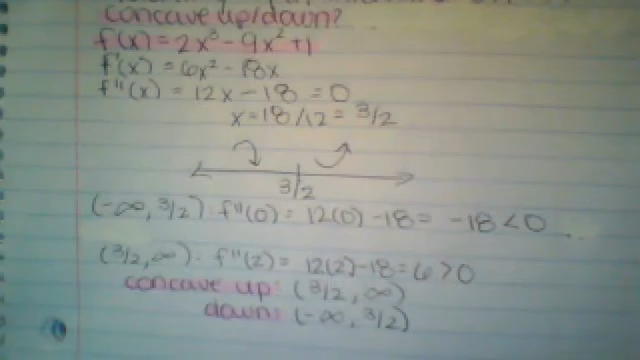 concave up/down?
f(x) = 2x³ - 9x² + 1
f'(x) = 6x² - 18x
f''(x) = 12x - 18 = 0
x = 18/12 = 3/2
3/2
(-∞, 3/2) · f''(0) = 12(0) - 18 = -18 < 0
(3/2, ∞) · f''(2) = 12(2) - 18 = 6 > 0
concave up: (3/2, ∞)
down: (-∞, 3/2)